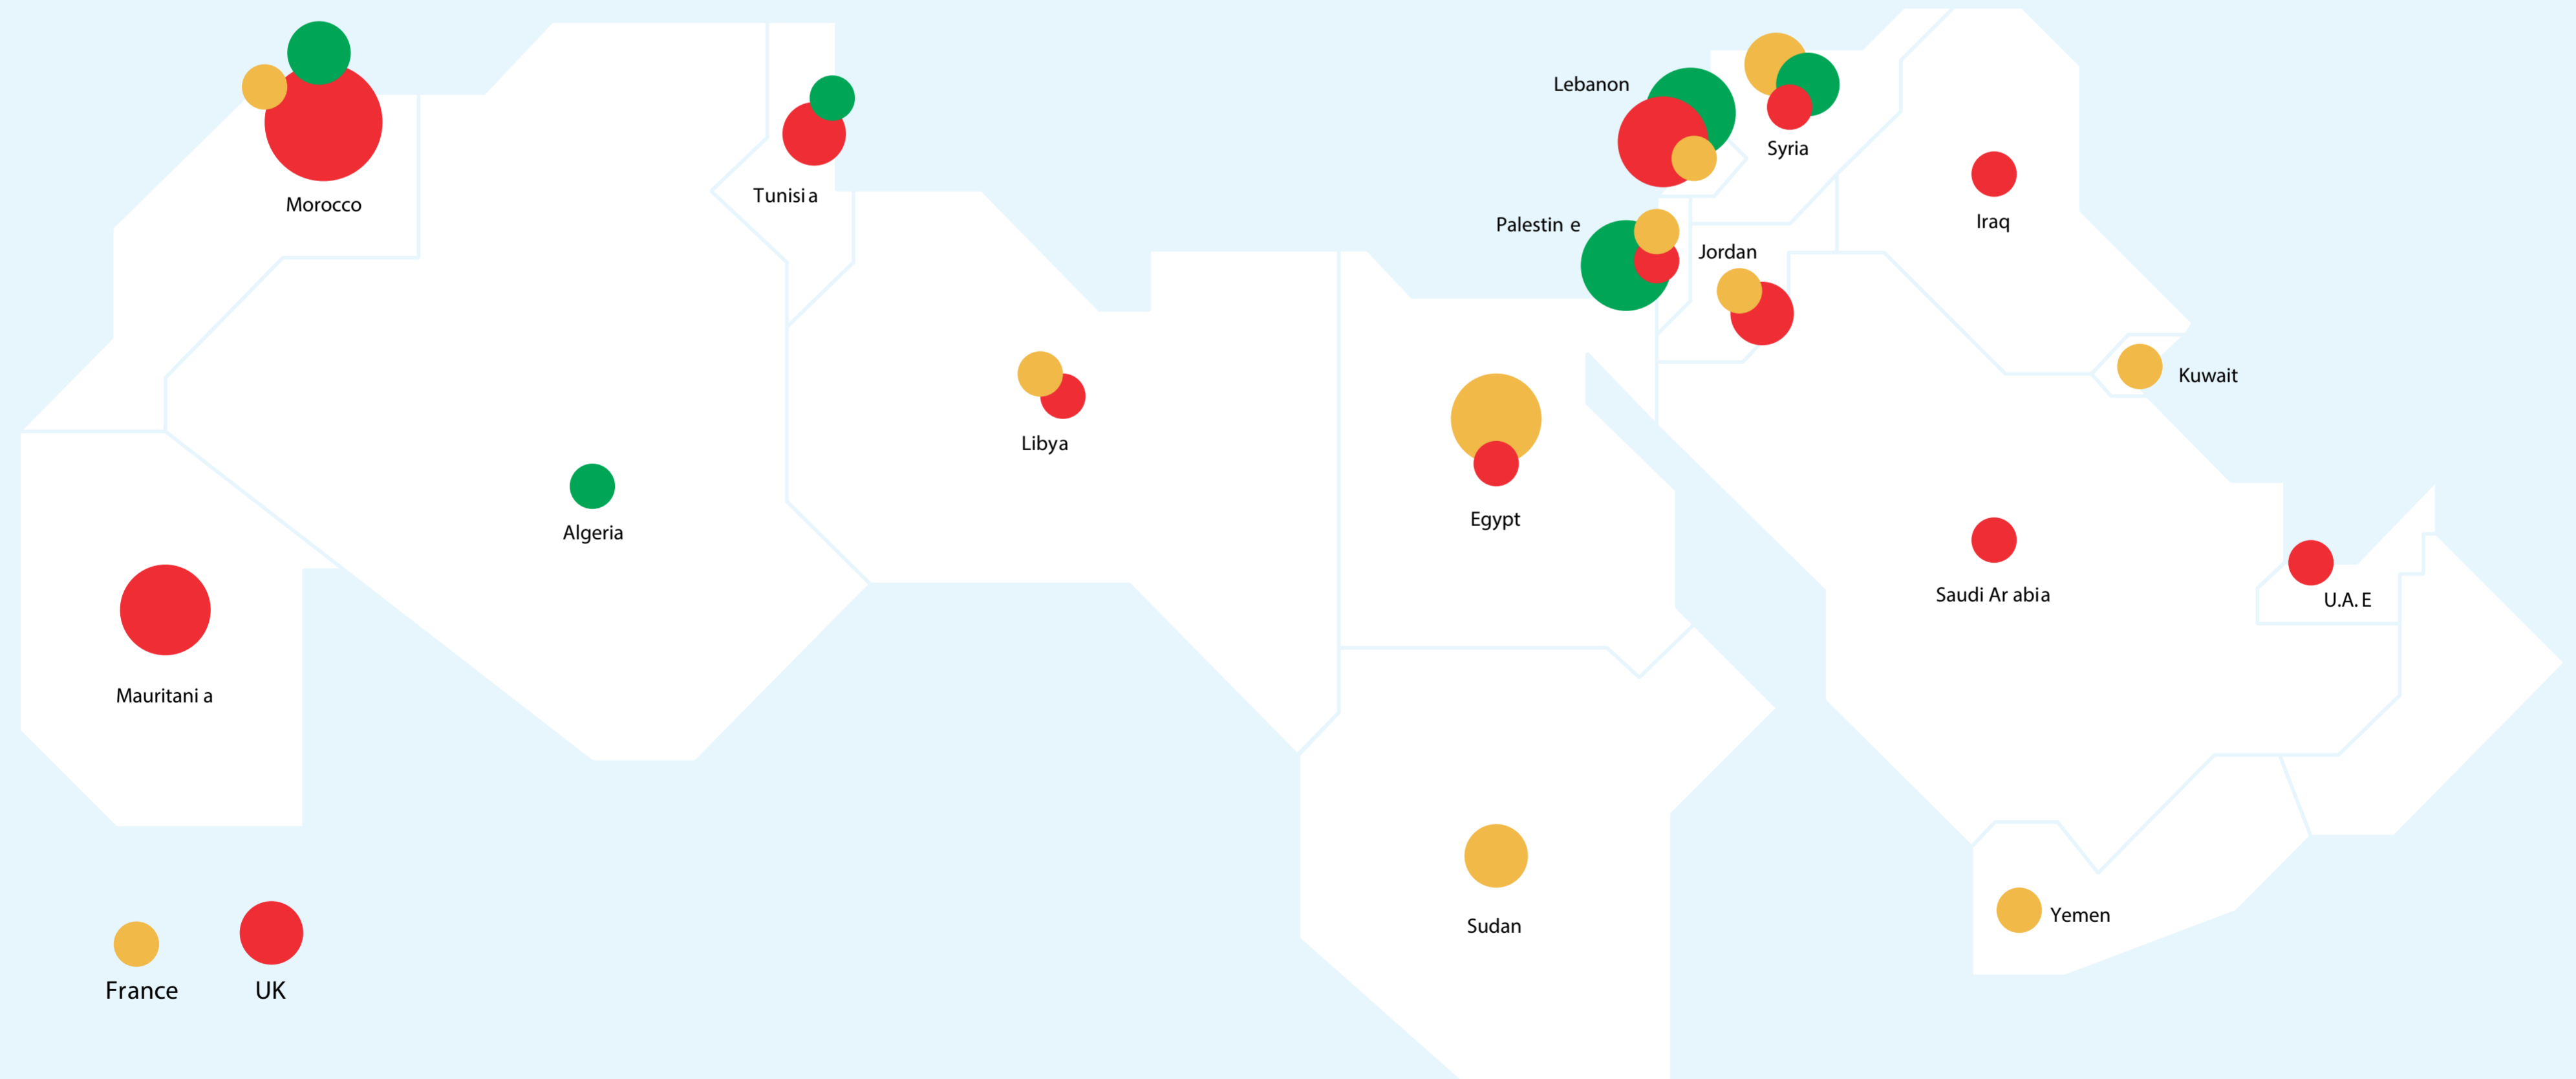 Lebanon
Syria
Morocco
Tunisi a
Palestin e
Iraq
Jordan
Kuwait
Libya
Egypt
Algeria
Saudi Ar abia
U.A. E
Mauritani a
Sudan
Yemen
France
UK